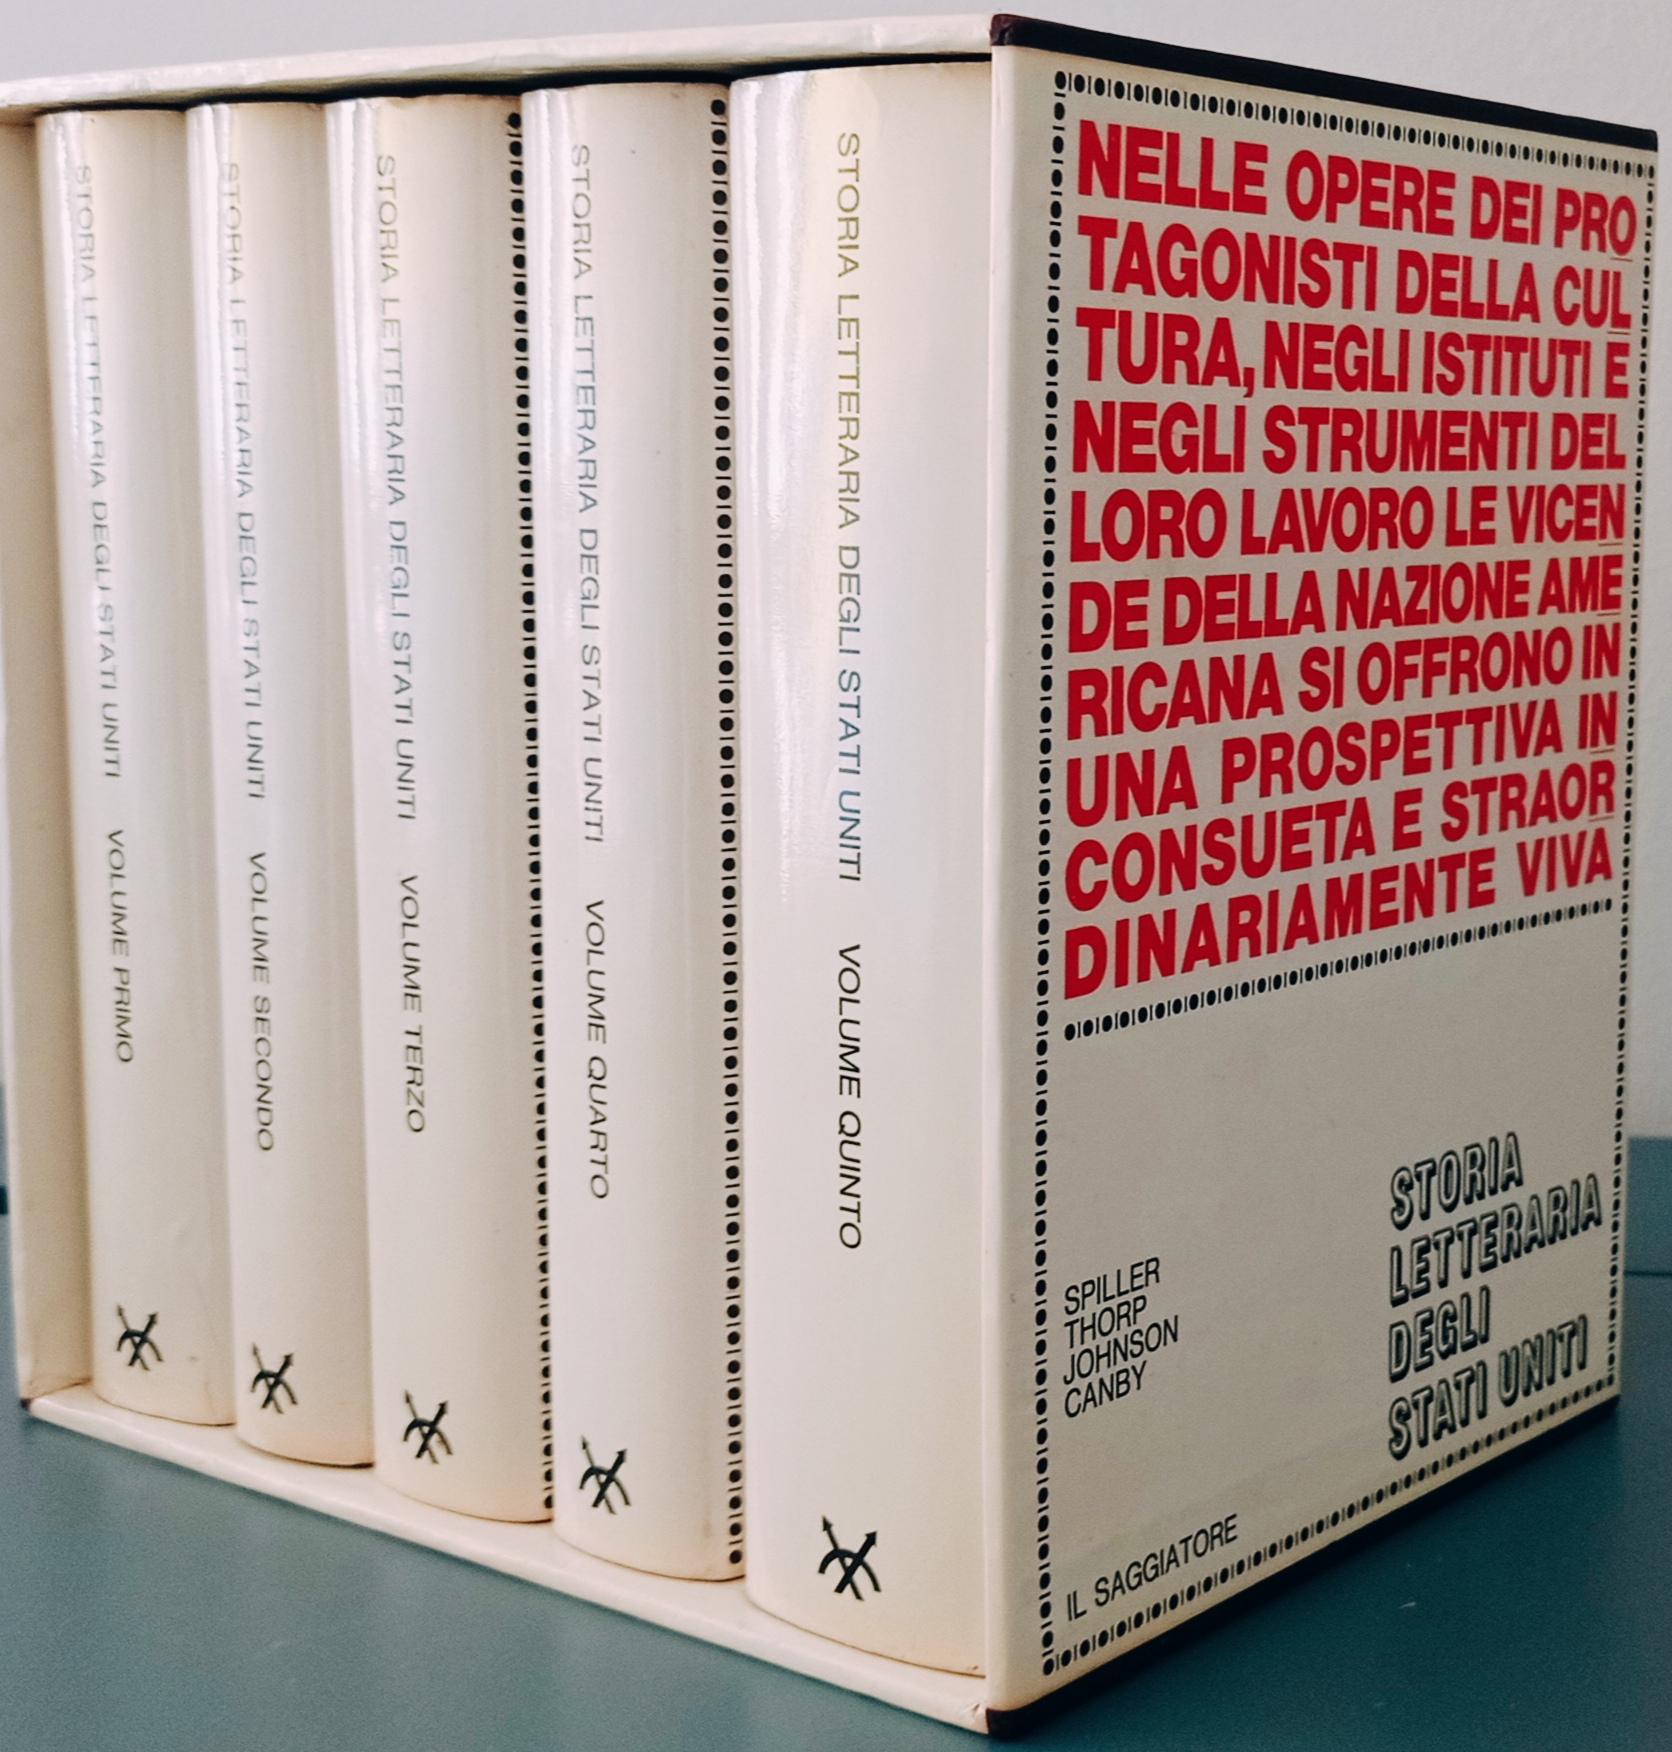 STORIA LETTERARIA DEGLI STATI UNITI VOLUME PRIMO
STORIA LETTERARIA DEGLI STATI UNITI VOLUME SECONDO
STORIA LETTERARIA DEGLI STATI UNITI VOLUME TERZO
STORIA LETTERARIA DEGLI STATI UNITI VOLUME QUARTO
STORIA LETTERARIA DEGLI STATI UNITI VOLUME QUINTO
NELLE OPERE DEI PRO
TAGONISTI DELLA CUL
TURA, NEGLI ISTITUTI E
NEGLI STRUMENTI DEL
LORO LAVORO LE VICEN
DE DELLA NAZIONE AME
RICANA SI OFFRONO IN
UNA PROSPETTIVA IN
CONSUETA E STRAOR
DINARIAMENTE VIVA
SPILLER
THORP
JOHNSON
CANBY
STORIA
LETTERARIA
DEGLI
STATI UNITI
IL SAGGIATORE